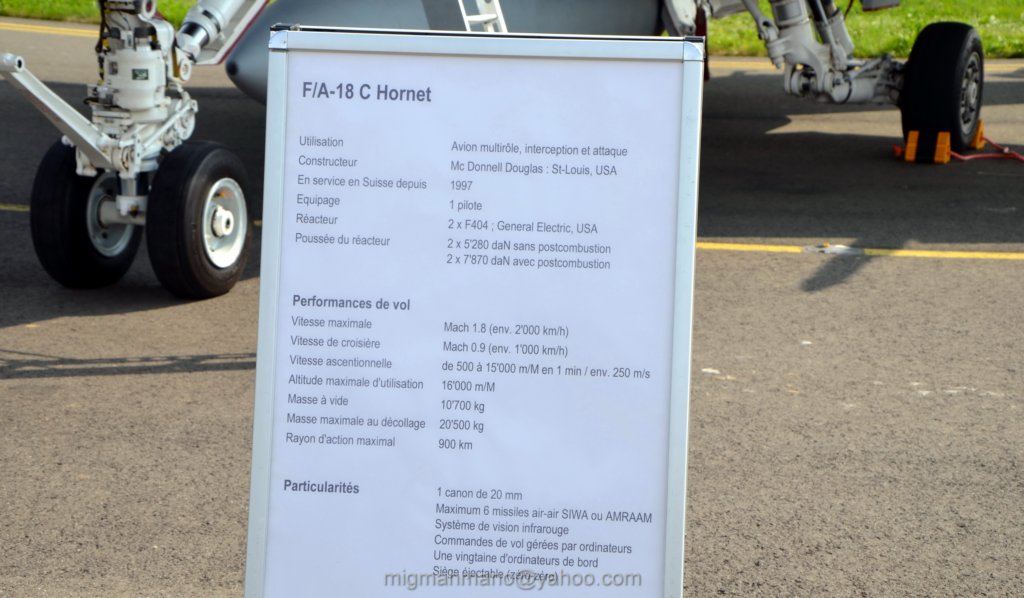 F/A-18 C Hornet
Utilisation Avion multirôle, interception et attaque
Constructeur Mc Donnell Douglas : St-Louis, USA
En service en Suisse depuis 1997
Equipage 1 pilote
Réacteur 2 x F404 ; General Electric, USA
Poussée du réacteur 2 x 5'280 daN sans postcombustion
2 x 7'870 daN avec postcombustion
Performances de vol
Vitesse maximale Mach 1.8 (env. 2'000 km/h)
Vitesse de croisière Mach 0.9 (env. 1'000 km/h)
Vitesse ascentionnelle de 500 à 15'000 m/M en 1 min / env. 250 m/s
Altitude maximale d'utilisation 16'000 m/M
Masse à vide 10'700 kg
Masse maximale au décollage 20'500 kg
Rayon d'action maximal 900 km
Particularités 1 canon de 20 mm
Maximum 6 missiles air-air SIWA ou AMRAAM
Système de vision infrarouge
Commandes de vol gérées par ordinateurs
Une vingtaine d'ordinateurs de bord
Siège éjectable (zéro-zéro)
migmanmano@yahoo.com